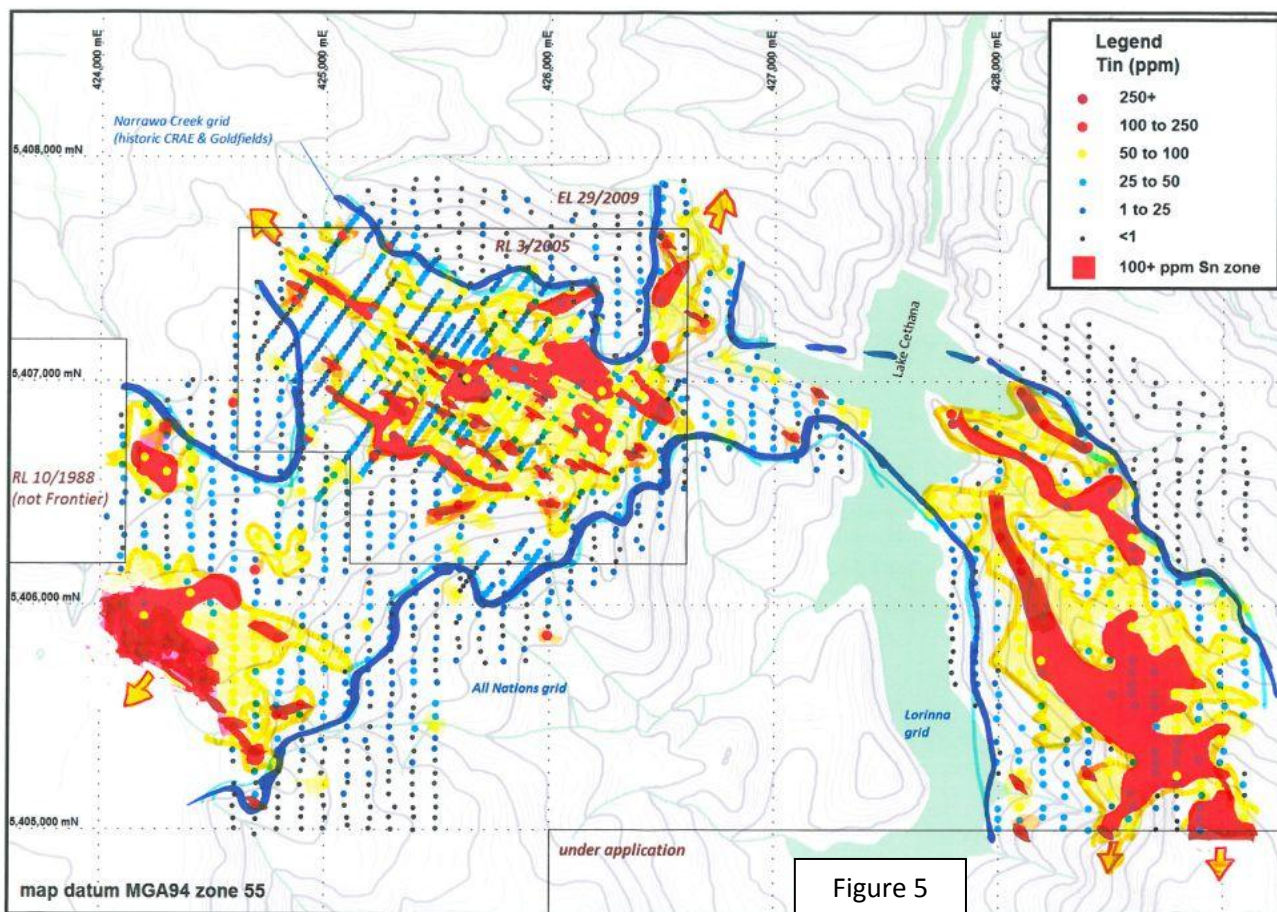 424,000 mE
425,000 mE
426,000 mE
427,000 mE
428,000 mE
Legend
Tin (ppm)
250+
100 to 250
50 to 100
25 to 50
1 to 25
<1
100+ ppm Sn zone
Narrawa Creek grid
(historic CRAE & Goldfields)
5,408,000 mN
EL 29/2009
RL 3/2005
Lake Cethana
5,407,000 mN
RL 10/1988
(not Frontier)
5,406,000 mN
All Nations grid
Lorinna
grid
5,405,000 mN
under application
map datum MGA94 zone 55
Figure 5